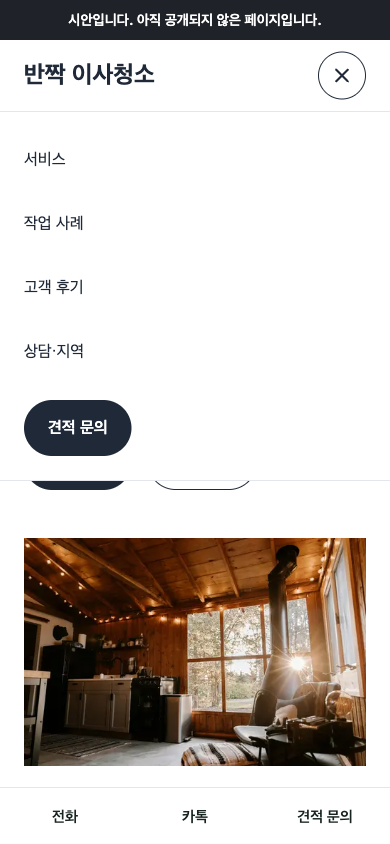 시안입니다. 아직 공개되지 않은 페이지입니다.
반짝 이사청소
서비스
작업 사례
고객 후기
상담·지역
견적 문의
전화
카톡
견적 문의